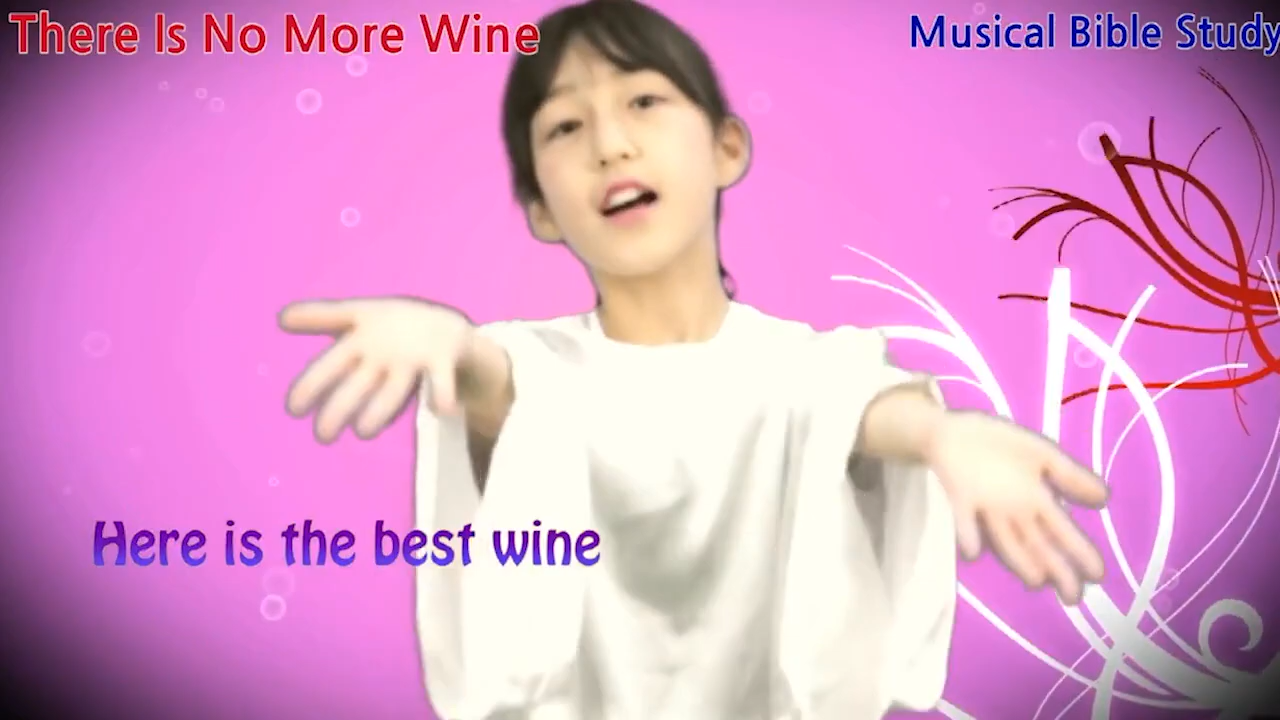 There Is No More Wine
Musical Bible Study
Here is the best wine